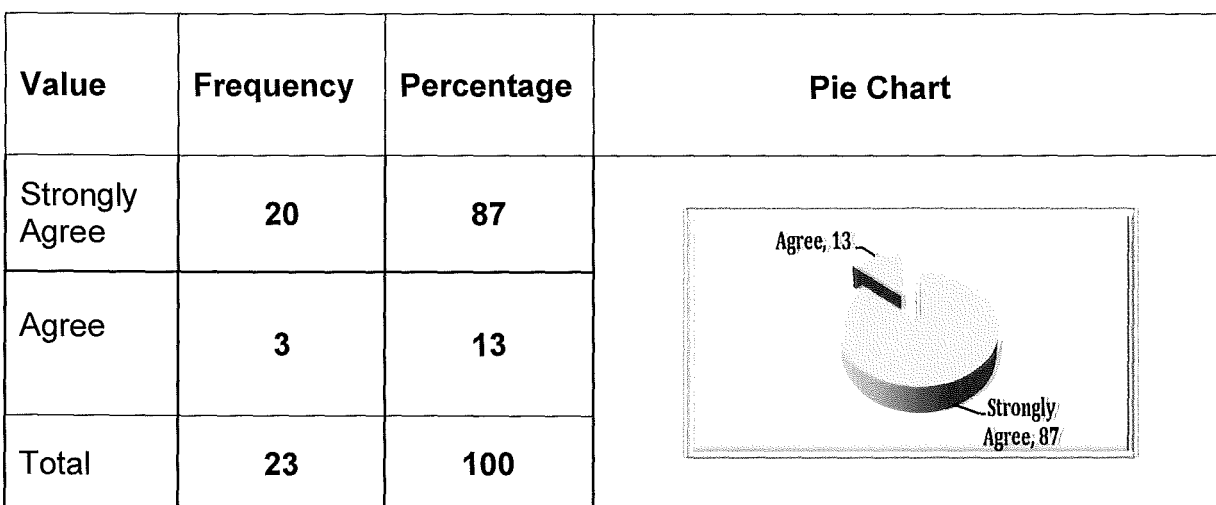 Value Frequency Percentage Pie Chart
Strongly
Agree 20 87
Agree 3 13
Total 23 100
Agree, 13
Strongly
Agree, 87